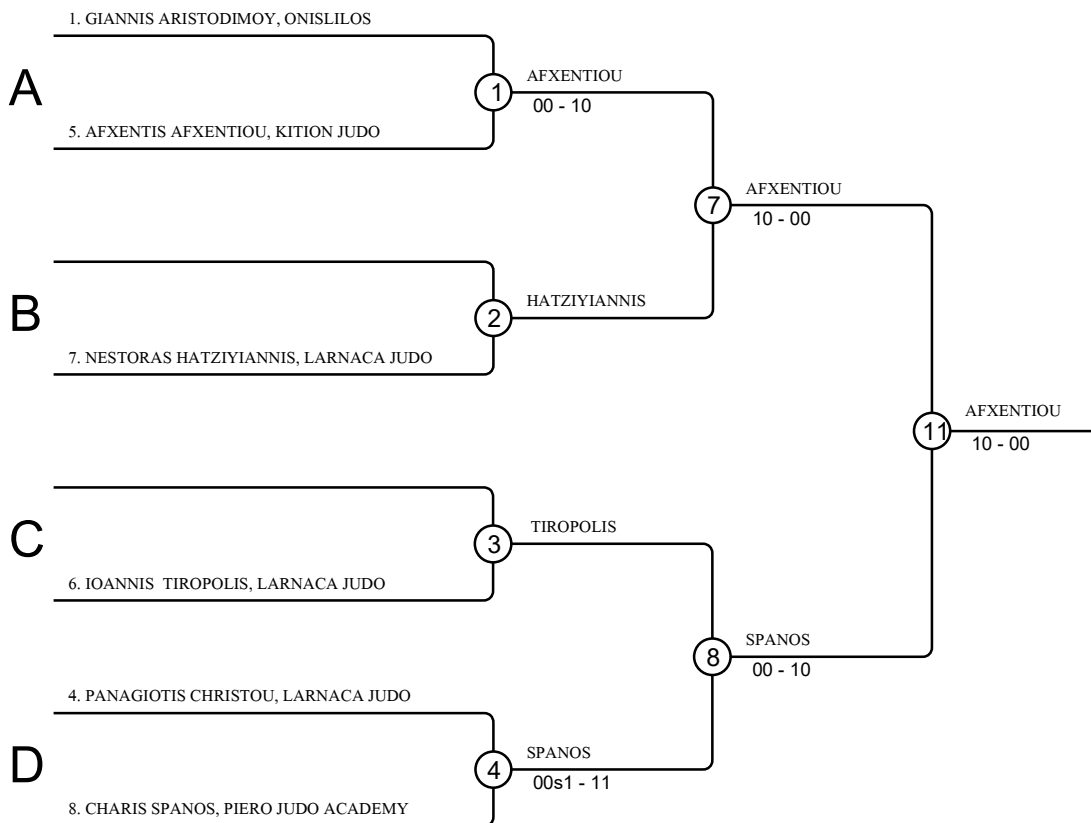 1. GIANNIS ARISTODIMOY, ONISLILOS
A
1
AFXENTIOU
00 - 10
5. AFXENTIS AFXENTIOU, KITION JUDO
7
AFXENTIOU
10 - 00
B
2
HATZIYIANNIS
7. NESTORAS HATZIYIANNIS, LARNACA JUDO
11
AFXENTIOU
10 - 00
C
3
TIROPOLIS
6. IOANNIS  TIROPOLIS, LARNACA JUDO
8
SPANOS
00 - 10
4. PANAGIOTIS CHRISTOU, LARNACA JUDO
D
4
SPANOS
00s1 - 11
8. CHARIS SPANOS, PIERO JUDO ACADEMY